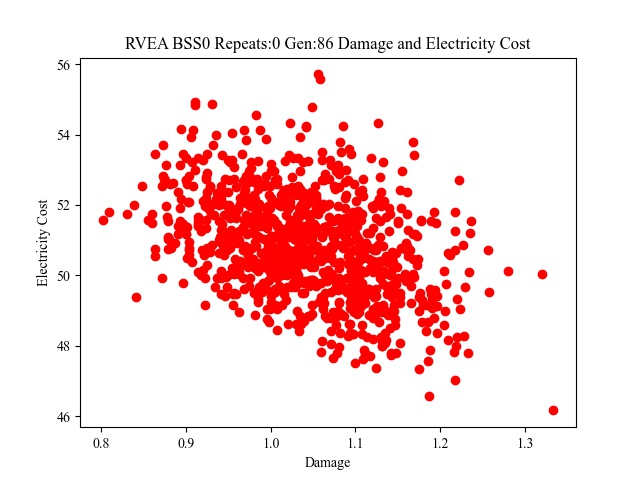 RVEA BSS0 Repeats:0 Gen:86 Damage and Electricity Cost
56
54
52
50
48
46
Electricity Cost
0.8 0.9 1.0 1.1 1.2 1.3
Damage